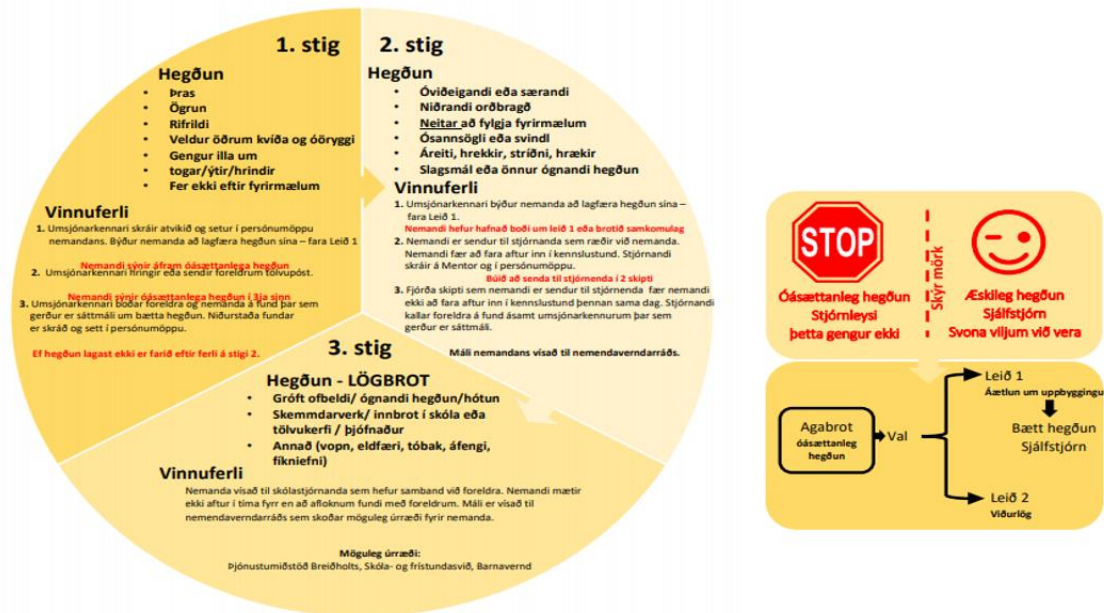 1. stig
Hegðun
• Þras
• Ögrun
• Rifrildi
• Veldur öðrum kvíða og óöryggi
• Gengur illa um
• togar/ýtir/hrindir
• Fer ekki eftir fyrirmælum
Vinnuferli
1. Umsjónarkennari skráir atvikið og setur í persónumöppu
nemandans. Býður nemanda að lagfæra hegðun sína – fara Leið 1
Nemandi sýnir áfram óásættanlega hegðun
2. Umsjónarkennari hringir eða sendir foreldrum tölvupóst.
Nemandi sýnir óásættanlega hegðun í 3ja sinn
3. Umsjónarkennari boðar foreldra og nemanda á fund þar sem
gerður er sáttmáli um bætta hegðun. Niðurstaða fundar
er skráð og sett í persónumöppu.
Ef hegðun lagast ekki er farið eftir ferli á stigi 2.
2. stig
Hegðun
• Óviðeigandi eða særandi
• Niðrandi orðbragð
• Neitar að fylgja fyrirmælum
• Ósannsögli eða svindl
• Áreiti, hrekkir, stríðni, hrækir
• Slagsmál eða önnur ógnandi hegðun
Vinnuferli
1. Umsjónarkennari býður nemanda að lagfæra hegðun sína –
fara Leið 1.
Nemandi hefur hafnað boði um leið 1 eða brotið samkomulag
2. Nemandi er sendur til stjórnanda sem ræðir við nemanda.
Nemandi fær að fara aftur inn í kennslustund. Stjórnandi
skráir á Mentor og í persónumöppu.
Búið að senda til stjórnenda í 2 skipti
3. Fjórða skipti sem nemandi er sendur til stjórnenda fær nemandi
ekki að fara aftur inn í kennslustund þennan sama dag. Stjórnandi
kallar foreldra á fund ásamt umsjónarkennurum þar sem
gerður er sáttmáli.
Máli nemandans vísað til nemendaverndarráðs.
3. stig
Hegðun - LÖGBROT
• Gróft ofbeldi/ ógnandi hegðun/hótun
• Skemmdarverk/ innbrot í skóla eða
tölvukerfi / þjófnaður
• Annað (vopn, eldfæri, tóbak, áfengi,
fíkniefni)
Vinnuferli
Nemanda vísað til skólastjórnanda sem hefur samband við foreldra. Nemandi mætir
ekki aftur í tíma fyrr en að afloknum fundi með foreldrum. Máli er vísað til
nemendaverndarráðs sem skoðar möguleg úrræði fyrir nemanda.
Möguleg úrræði:
Þjónustumiðstöð Breiðholts, Skóla- og frístundasvið, Barnavernd
STOP
Óásættanleg hegðun
Stjórnleysi
þetta gengur ekki
Skýr mörk
Æskileg hegðun
Sjálfstjórn
Svona viljum við vera
Agabrot
óásættanleg
hegðun
Val
Leið 1
Áætlun um uppbyggingu
Bætt hegðun
Sjálfstjórn
Leið 2
Viðurlög